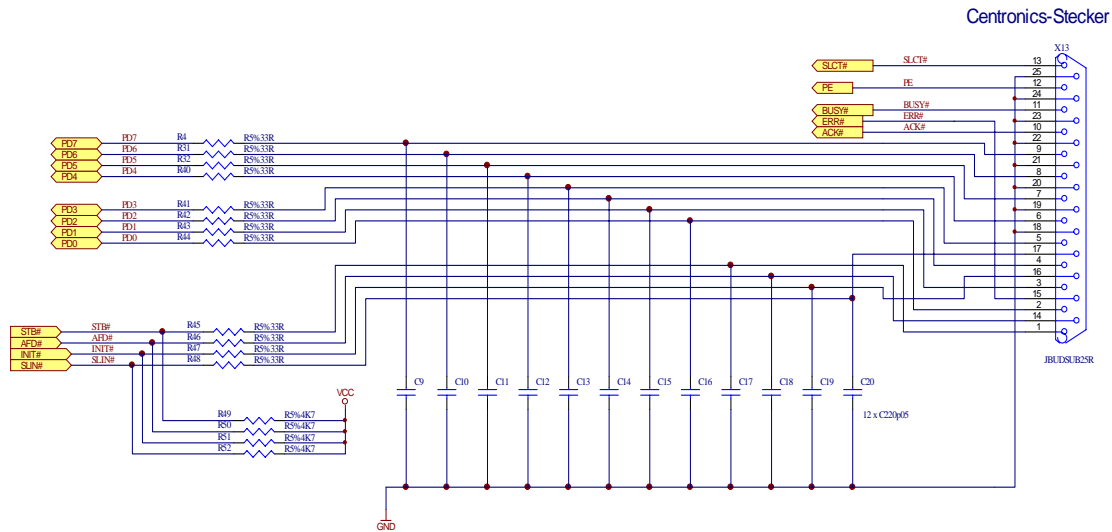 Centronics-Stecker
X13
SLCT# SLCT# 13
25
PE PE 12
24
BUSY# BUSY# 11
ERR# ERR# 23
ACK# ACK# 10
22
PD7 PD7 R4 R5%33R 9
PD6 PD6 R31 R5%33R 21
PD5 PD5 R32 R5%33R 8
PD4 PD4 R40 R5%33R 20
7
PD3 PD3 R41 R5%33R 19
PD2 PD2 R42 R5%33R 6
PD1 PD1 R43 R5%33R 18
PD0 PD0 R44 R5%33R 5
17
4
16
3
15
2
14
STB# STB# R45 R5%33R 1
AFD# AFD# R46 R5%33R
INIT# INIT# R47 R5%33R
SLIN# SLIN# R48 R5%33R
JBUDSUB25R
C9 C10 C11 C12 C13 C14 C15 C16 C17 C18 C19 C20
VCC
12 x C220p05
R49 R5%4K7
R50 R5%4K7
R51 R5%4K7
R52 R5%4K7
GND